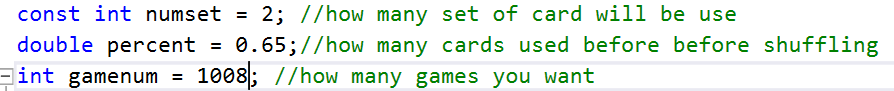 const int numset = 2; //how many set of card will be use
double percent = 0.65;//how many cards used before before shuffling
int gamenum = 1008; //how many games you want